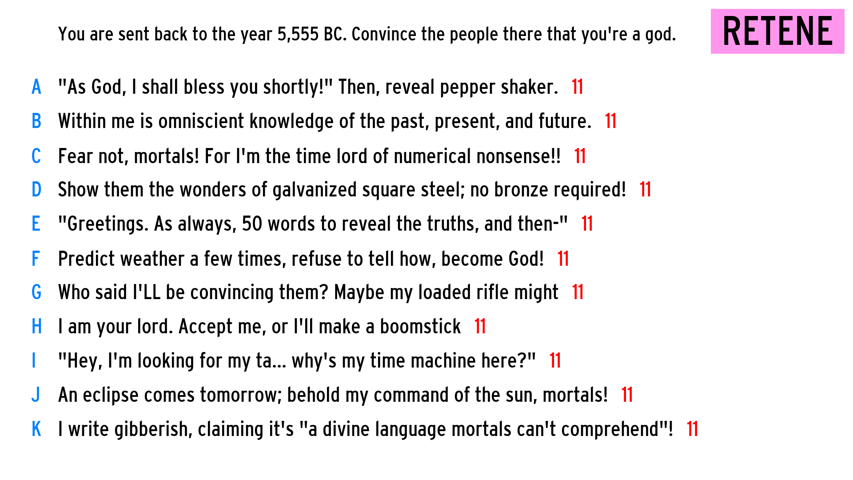 You are sent back to the year 5,555 BC. Convince the people there that you're a god.
RETENE
A "As God, I shall bless you shortly!" Then, reveal pepper shaker. 11
B Within me is omniscient knowledge of the past, present, and future. 11
C Fear not, mortals! For I'm the time lord of numerical nonsense!! 11
D Show them the wonders of galvanized square steel; no bronze required! 11
E "Greetings. As always, 50 words to reveal the truths, and then-" 11
F Predict weather a few times, refuse to tell how, become God! 11
G Who said I'LL be convincing them? Maybe my loaded rifle might 11
H I am your lord. Accept me, or I'll make a boomstick 11
I "Hey, I'm looking for my ta... why's my time machine here?" 11
J An eclipse comes tomorrow; behold my command of the sun, mortals! 11
K I write gibberish, claiming it's "a divine language mortals can't comprehend"! 11